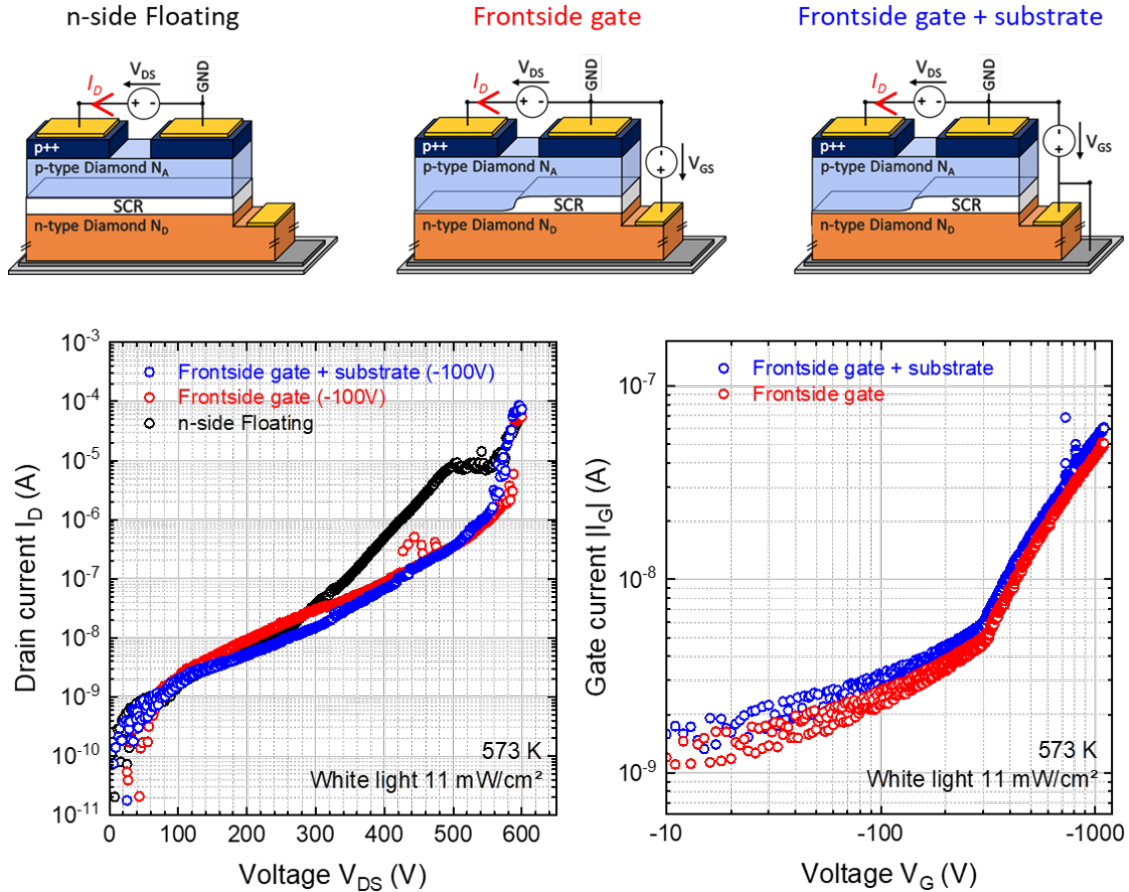 n-side Floating
Frontside gate
Frontside gate + substrate
I_D
V_DS
GND
+ -
p++
p-type Diamond N_A
SCR
n-type Diamond N_D
I_D
V_DS
GND
+ -
p++
p-type Diamond N_A
SCR
n-type Diamond N_D
- +
V_GS
I_D
V_DS
GND
+ -
p++
p-type Diamond N_A
SCR
n-type Diamond N_D
- +
V_GS
Drain current I_D (A)
10⁻³
10⁻⁴
10⁻⁵
10⁻⁶
10⁻⁷
10⁻⁸
10⁻⁹
10⁻¹⁰
10⁻¹¹
Frontside gate + substrate (-100V)
Frontside gate (-100V)
n-side Floating
573 K
White light 11 mW/cm²
0 100 200 300 400 500 600
Voltage V_DS (V)
Gate current |I_G| (A)
10⁻⁷
10⁻⁸
10⁻⁹
Frontside gate + substrate
Frontside gate
573 K
White light 11 mW/cm²
-10 -100 -1000
Voltage V_G (V)